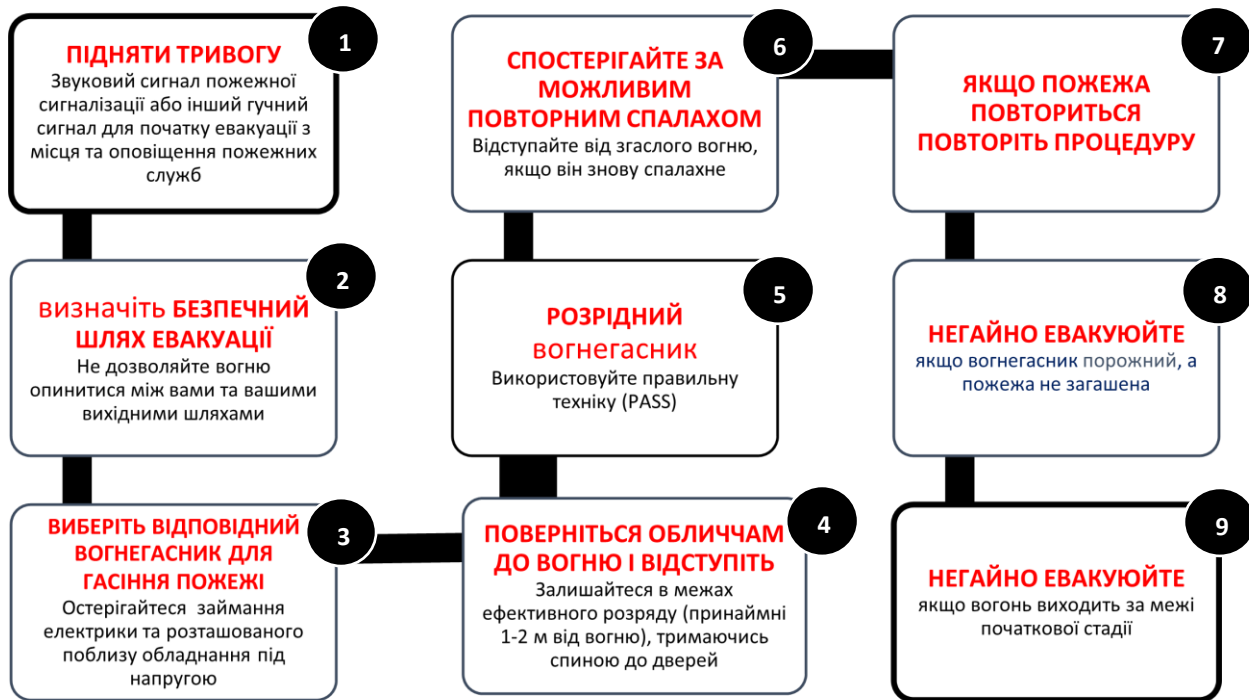 1
ПІДНЯТИ ТРИВОГУ
Звуковий сигнал пожежної
сигналізації або інший гучний
сигнал для початку евакуації з
місця та оповіщення пожежних
служб
2
визначіть БЕЗПЕЧНИЙ
ШЛЯХ ЕВАКУАЦІЇ
Не дозволяйте вогню
опинитися між вами та вашими
вихідними шляхами
3
ВИБЕРІТЬ ВІДПОВІДНИЙ
ВОГНЕГАСНИК ДЛЯ
ГАСІННЯ ПОЖЕЖІ
Остерігайтеся займання
електрики та розташованого
поблизу обладнання під
напругою
4
ПОВЕРНІТЬСЯ ОБЛИЧЧАМ
ДО ВОГНЮ І ВІДСТУПІТЬ
Залишайтеся в межах
ефективного розряду (принаймні
1-2 м від вогню), тримаючись
спиною до дверей
5
РОЗРІДНИЙ
вогнегасник
Використовуйте правильну
техніку (PASS)
6
СПОСТЕРІГАЙТЕ ЗА
МОЖЛИВИМ
ПОВТОРНИМ СПАЛАХОМ
Відступайте від згаслого вогню,
якщо він знову спалахне
7
ЯКЩО ПОЖЕЖА
ПОВТОРИТЬСЯ
ПОВТОРІТЬ ПРОЦЕДУРУ
8
НЕГАЙНО ЕВАКУЮЙТЕ
якщо вогнегасник порожний, а
пожежа не загашена
9
НЕГАЙНО ЕВАКУЮЙТЕ
якщо вогонь виходить за межі
початкової стадії